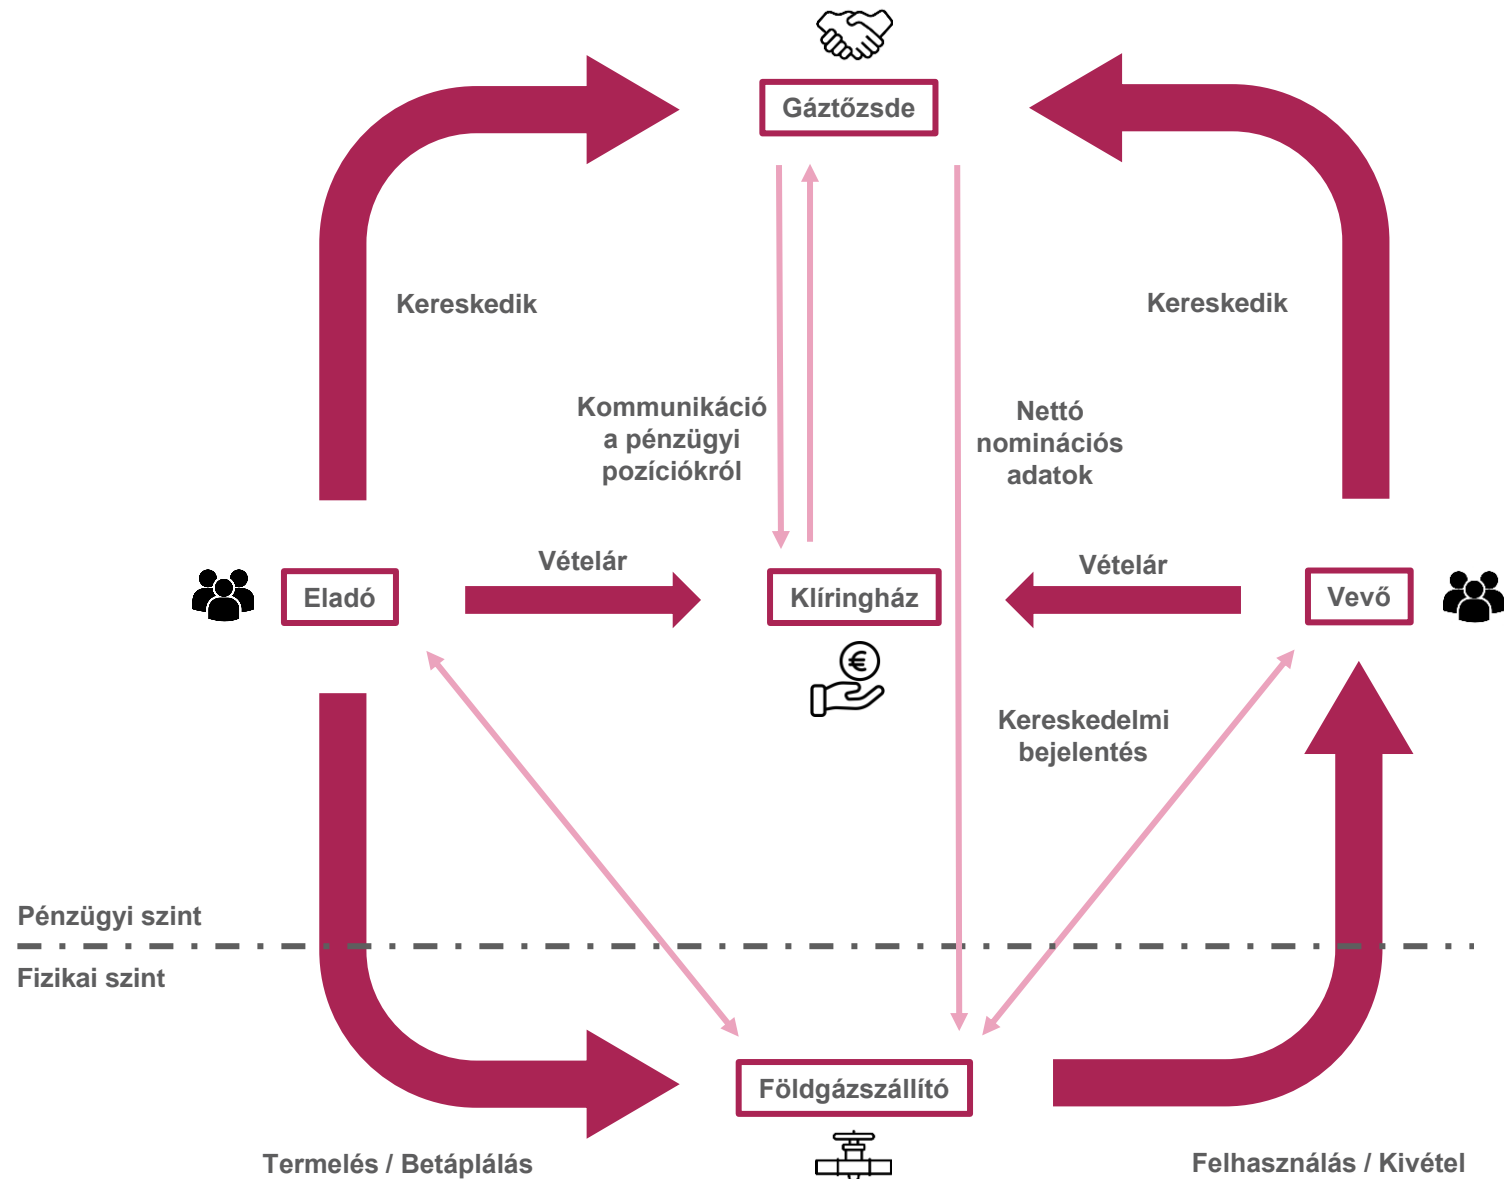 Gáztőzsde
Kereskedik
Kereskedik
Kommunikáció
a pénzügyi
pozíciókról
Nettó
nominációs
adatok
Vételár
Vételár
Eladó
Klíringház
Vevő
€
Kereskedelmi
bejelentés
Pénzügyi szint
Fizikai szint
Földgázszállító
Termelés / Betáplálás
Felhasználás / Kivétel